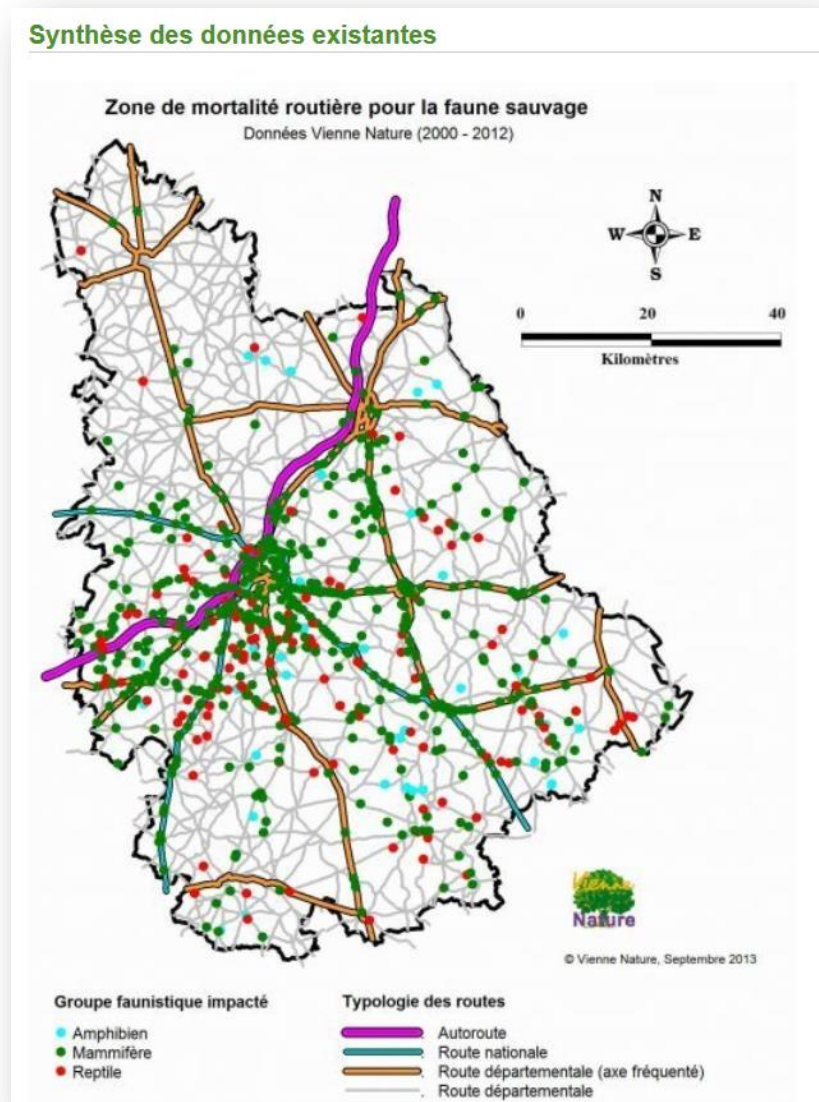 Synthèse des données existantes
Zone de mortalité routière pour la faune sauvage
Données Vienne Nature (2000 - 2012)
N
W E
S
0 20 40
Kilomètres
Vienne
Nature
© Vienne Nature, Septembre 2013
Groupe faunistique impacté
Amphibien
Mammifère
Reptile
Typologie des routes
Autoroute
Route nationale
Route départementale (axe fréquenté)
Route départementale